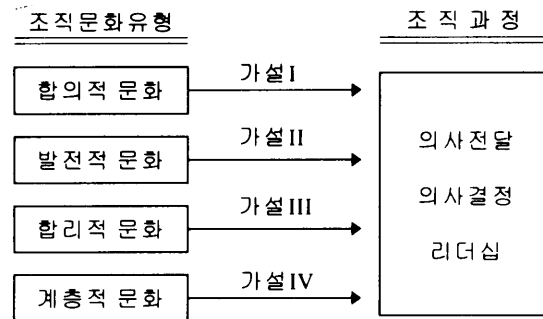 조직문화유형
조직과정
합의적 문화
가설I
발전적 문화
가설II
합리적 문화
가설III
계층적 문화
가설IV
의사전달
의사결정
리더십